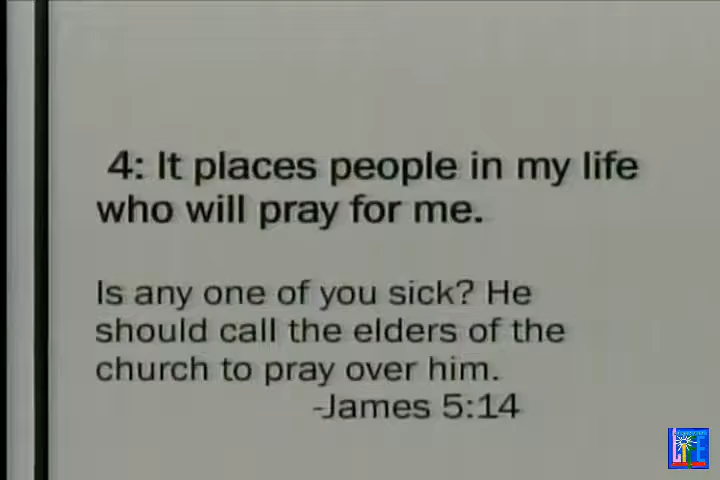 4: It places people in my life
who will pray for me.
Is any one of you sick? He
should call the elders of the
church to pray over him.
-James 5:14
LIFE